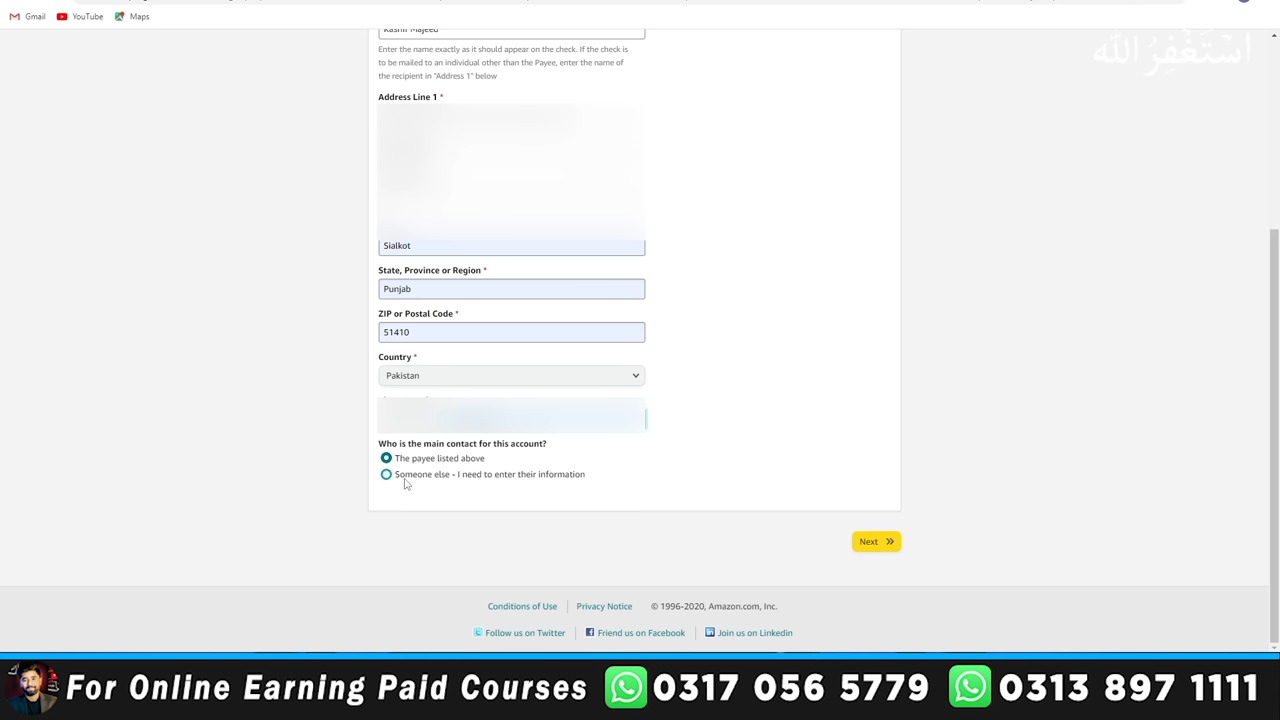 Gmail
YouTube
Maps
Kashif Majeed
أستغفر الله
Enter the name exactly as it should appear on the check. If the check
is to be mailed to an individual other than the Payee, enter the name
of the recipient in "Address 1" below
Address Line 1 *
Sialkot
State, Province or Region *
Punjab
ZIP or Postal Code *
51410
Country *
Pakistan
Who is the main contact for this account?
The payee listed above
Someone else - I need to enter their information
Next
Conditions of Use
Privacy Notice
© 1996-2020, Amazon.com, Inc.
Follow us on Twitter
Friend us on Facebook
Join us on Linkedin
For Online Earning Paid Courses
0317 056 5779
0313 897 1111